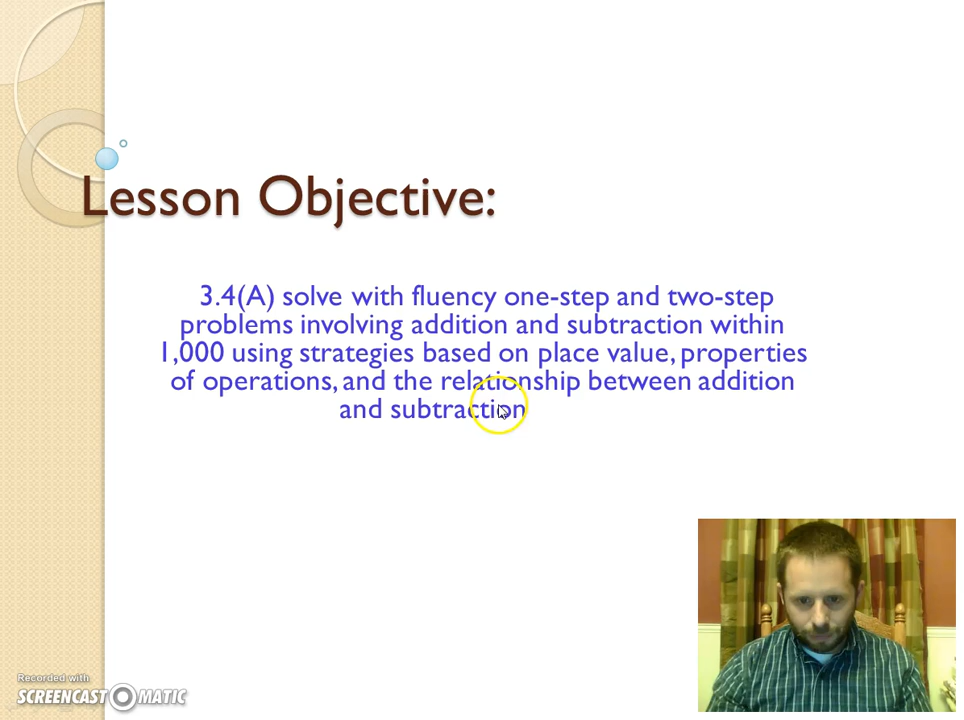 Lesson Objective:
3.4(A) solve with fluency one-step and two-step
problems involving addition and subtraction within
1,000 using strategies based on place value, properties
of operations, and the relationship between addition
and subtraction
Recorded with
SCREENCAST MATIC